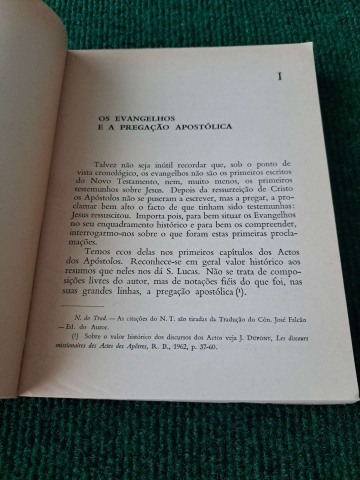 I
OS EVANGELHOS
E A PREGAÇÃO APOSTÓLICA
Talvez não seja inútil recordar que, sob o ponto de
vista cronológico, os evangelhos não são os primeiros escritos
do Novo Testamento, nem, muito menos, os primeiros
testemunhos sobre Jesus. Depois da ressurreição de Cristo
os Apóstolos não se puseram a escrever, mas a pregar, a pro-
clamar bem alto o facto de que tinham sido testemunhas:
Jesus ressuscitou. Importa pois, para bem situar os Evangelhos
no seu enquadramento histórico e para bem os compreender,
interrogarmo-nos sobre o que foram estas primeiras procla-
mações.
Temos ecos delas nos primeiros capítulos dos Actos
dos Apóstolos. Reconhece-se em geral valor histórico aos
resumos que neles nos dá S. Lucas. Não se trata de compo-
sições livres do autor, mas de notações fiéis do que foi, nas
suas grandes linhas, a pregação apostólica (¹).
N. do Trad. — As citações do N. T. são tiradas da Tradução do Cón. José Falcão
— Ed. do Autor.
(¹) Sobre o valor histórico dos discursos dos Actos veja J. DUPONT, Les discours
missionaires des Actes des Apôtres, R. B., 1962, p. 37-60.